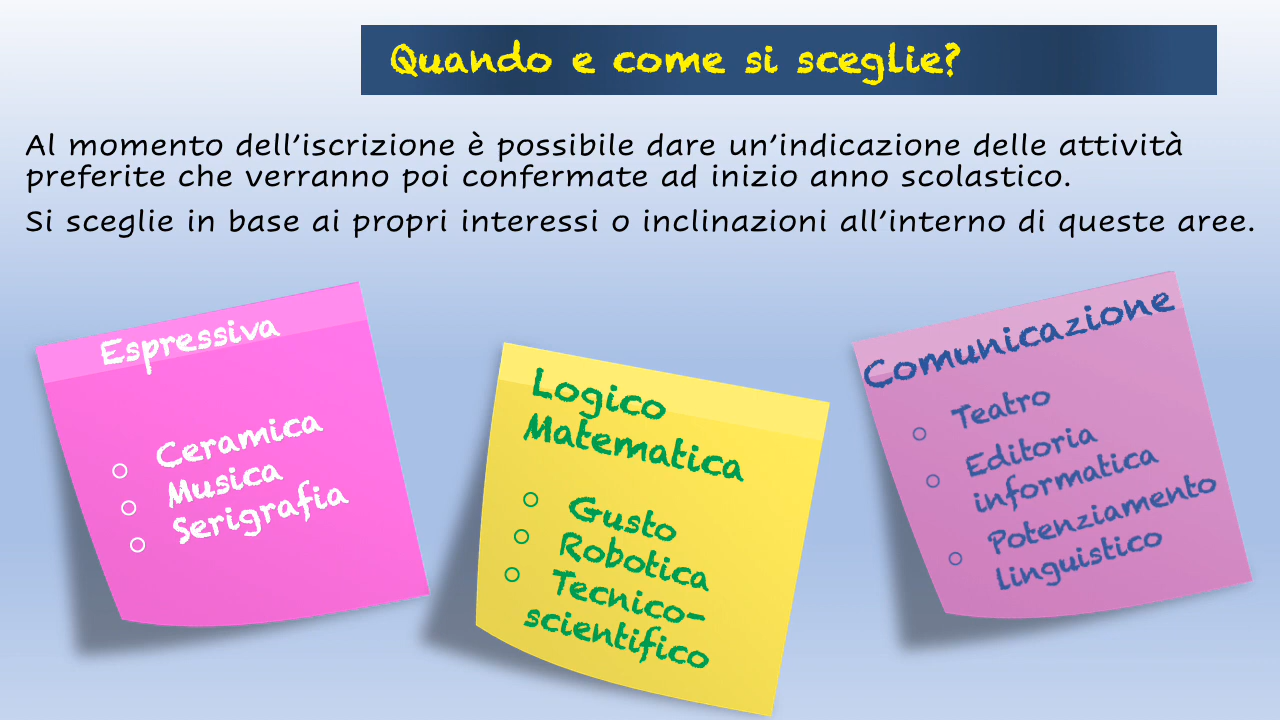 Quando e come si sceglie?
Al momento dell’iscrizione è possibile dare un’indicazione delle attività
preferite che verranno poi confermate ad inizio anno scolastico.
Si sceglie in base ai propri interessi o inclinazioni all’interno di queste aree.
Espressiva
Ceramica
Musica
Serigrafia
Logico
Matematica
Gusto
Robotica
Tecnico-
scientifico
Comunicazione
Teatro
Editoria
informatica
Potenziamento
linguistico